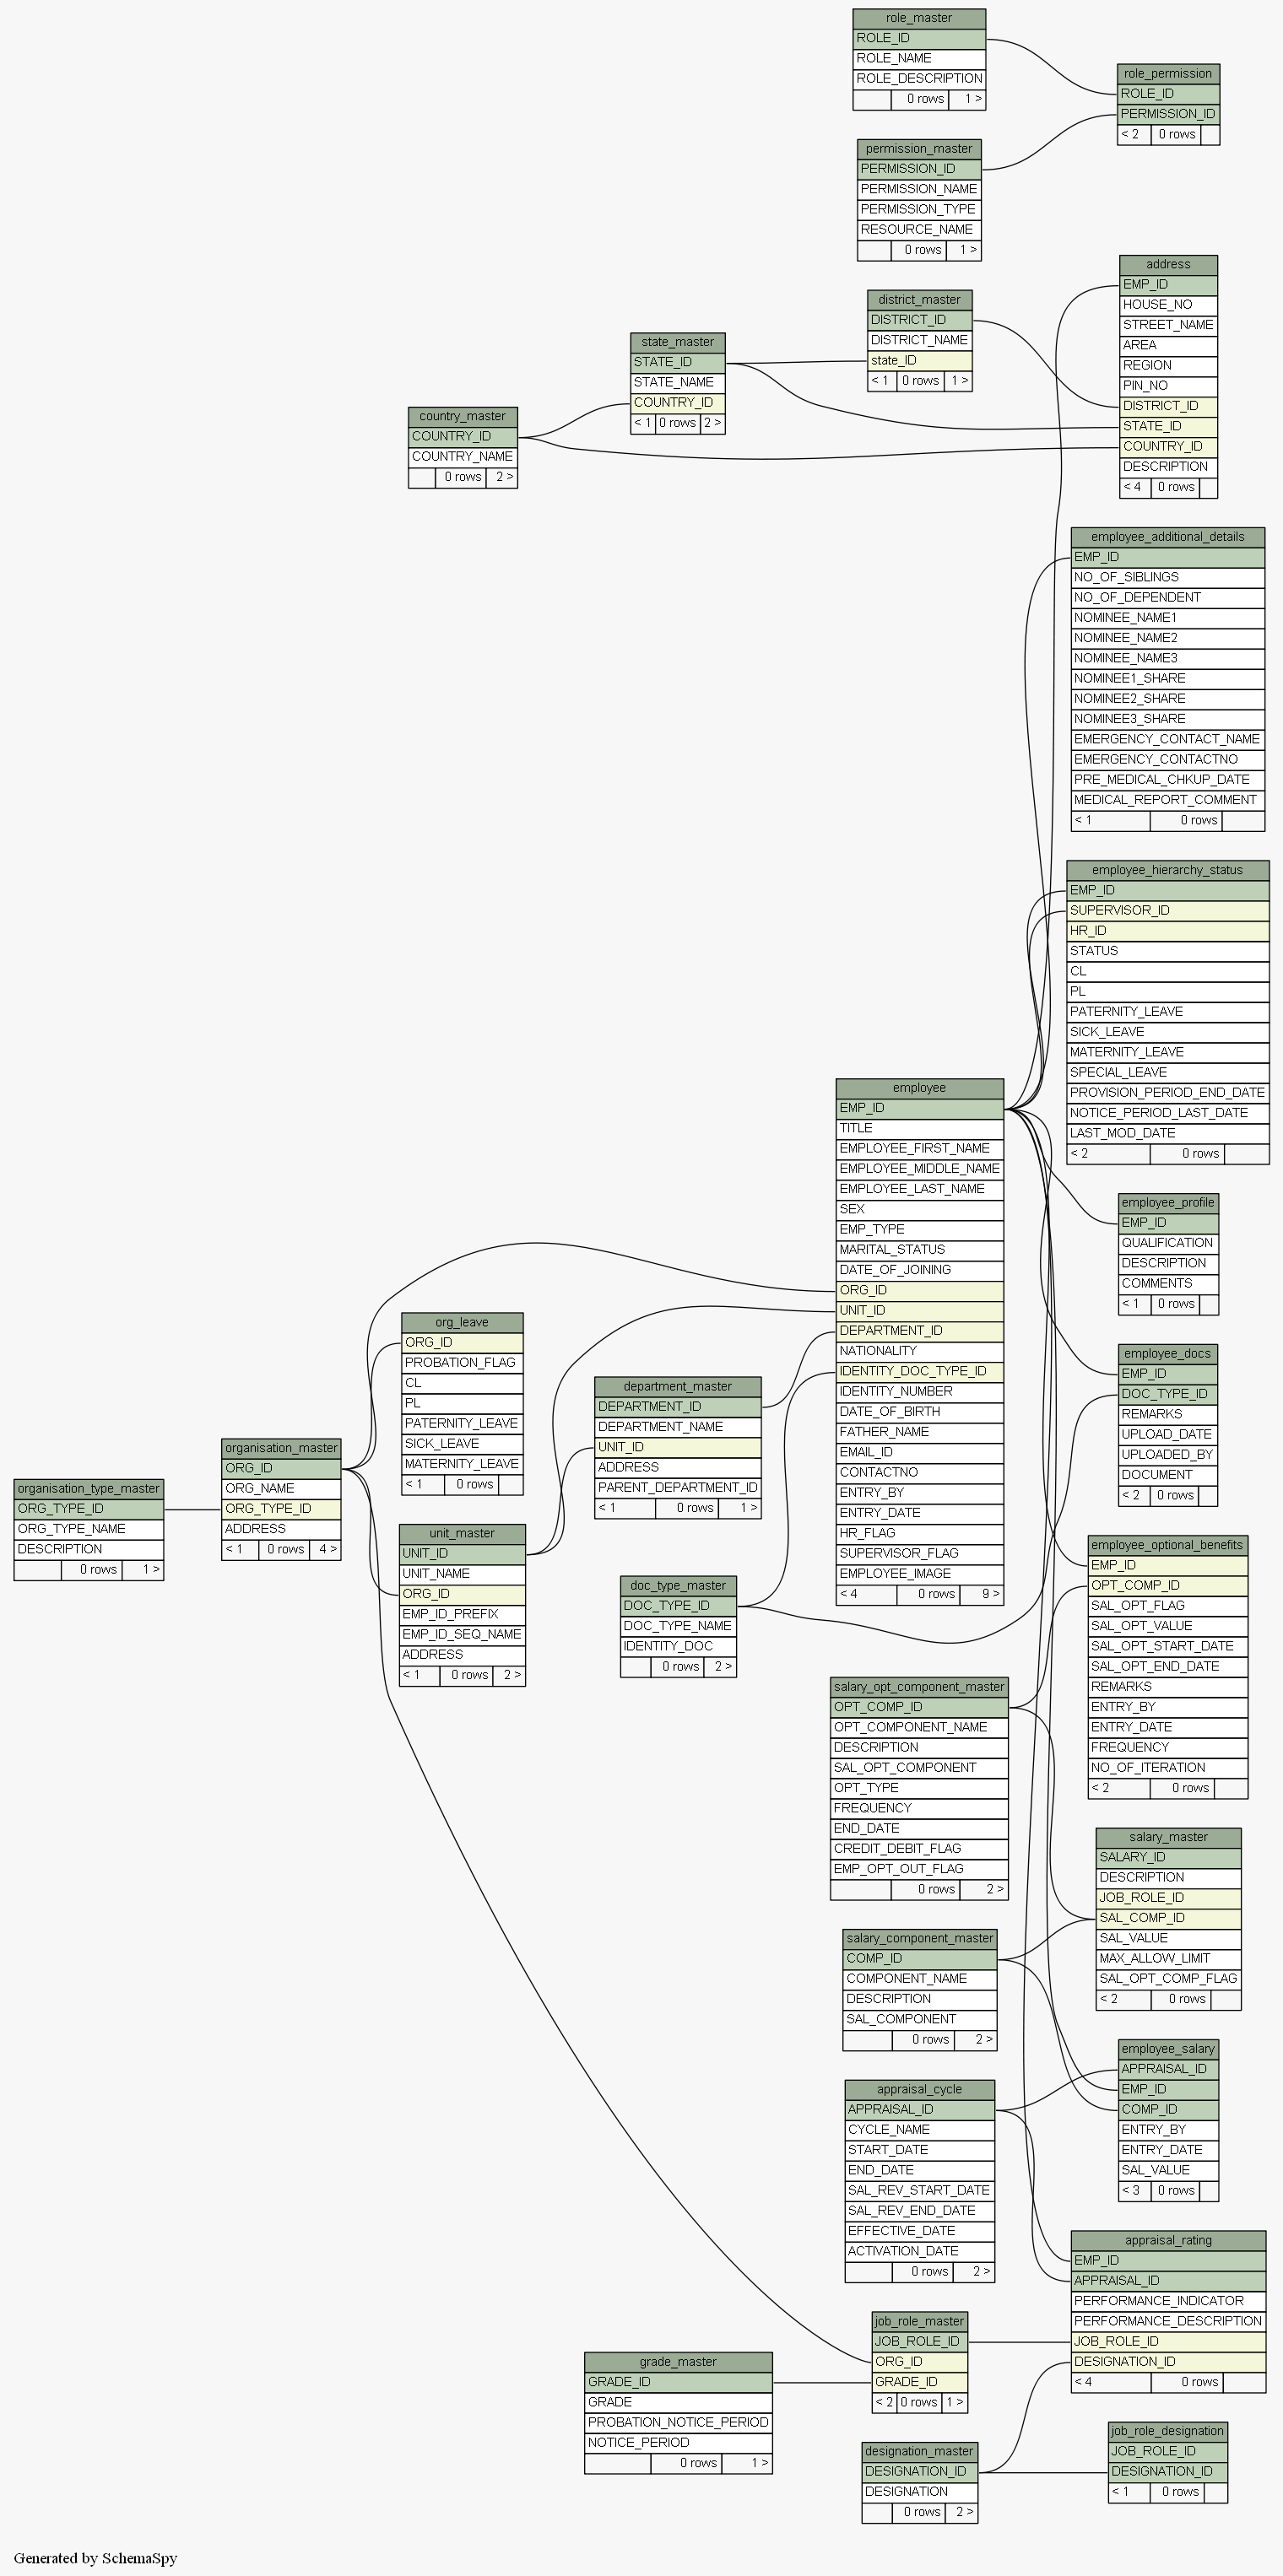 role_master
ROLE_ID
ROLE_NAME
ROLE_DESCRIPTION
0 rows 1 >
role_permission
ROLE_ID
PERMISSION_ID
< 2 0 rows
permission_master
PERMISSION_ID
PERMISSION_NAME
PERMISSION_TYPE
RESOURCE_NAME
0 rows 1 >
address
EMP_ID
HOUSE_NO
STREET_NAME
AREA
REGION
PIN_NO
DISTRICT_ID
STATE_ID
COUNTRY_ID
DESCRIPTION
< 4 0 rows
district_master
DISTRICT_ID
DISTRICT_NAME
state_ID
< 1 0 rows 1 >
state_master
STATE_ID
STATE_NAME
COUNTRY_ID
< 1 0 rows 2 >
country_master
COUNTRY_ID
COUNTRY_NAME
0 rows 2 >
employee_additional_details
EMP_ID
NO_OF_SIBLINGS
NO_OF_DEPENDENT
NOMINEE_NAME1
NOMINEE_NAME2
NOMINEE_NAME3
NOMINEE1_SHARE
NOMINEE2_SHARE
NOMINEE3_SHARE
EMERGENCY_CONTACT_NAME
EMERGENCY_CONTACTNO
PRE_MEDICAL_CHKUP_DATE
MEDICAL_REPORT_COMMENT
< 1 0 rows
employee_hierarchy_status
EMP_ID
SUPERVISOR_ID
HR_ID
STATUS
CL
PL
PATERNITY_LEAVE
SICK_LEAVE
MATERNITY_LEAVE
SPECIAL_LEAVE
PROVISION_PERIOD_END_DATE
NOTICE_PERIOD_LAST_DATE
LAST_MOD_DATE
< 2 0 rows
employee
EMP_ID
TITLE
EMPLOYEE_FIRST_NAME
EMPLOYEE_MIDDLE_NAME
EMPLOYEE_LAST_NAME
SEX
EMP_TYPE
MARITAL_STATUS
DATE_OF_JOINING
ORG_ID
UNIT_ID
DEPARTMENT_ID
NATIONALITY
IDENTITY_DOC_TYPE_ID
IDENTITY_NUMBER
DATE_OF_BIRTH
FATHER_NAME
EMAIL_ID
CONTACTNO
ENTRY_BY
ENTRY_DATE
HR_FLAG
SUPERVISOR_FLAG
EMPLOYEE_IMAGE
< 4 0 rows 9 >
employee_profile
EMP_ID
QUALIFICATION
DESCRIPTION
COMMENTS
< 1 0 rows
employee_docs
EMP_ID
DOC_TYPE_ID
REMARKS
UPLOAD_DATE
UPLOADED_BY
DOCUMENT
< 2 0 rows
org_leave
ORG_ID
PROBATION_FLAG
CL
PL
PATERNITY_LEAVE
SICK_LEAVE
MATERNITY_LEAVE
< 1 0 rows
department_master
DEPARTMENT_ID
DEPARTMENT_NAME
UNIT_ID
ADDRESS
PARENT_DEPARTMENT_ID
< 1 0 rows 1 >
organisation_master
ORG_ID
ORG_NAME
ORG_TYPE_ID
ADDRESS
< 1 0 rows 4 >
organisation_type_master
ORG_TYPE_ID
ORG_TYPE_NAME
DESCRIPTION
0 rows 1 >
unit_master
UNIT_ID
UNIT_NAME
ORG_ID
EMP_ID_PREFIX
EMP_ID_SEQ_NAME
ADDRESS
< 1 0 rows 2 >
doc_type_master
DOC_TYPE_ID
DOC_TYPE_NAME
IDENTITY_DOC
0 rows 2 >
employee_optional_benefits
EMP_ID
OPT_COMP_ID
SAL_OPT_FLAG
SAL_OPT_VALUE
SAL_OPT_START_DATE
SAL_OPT_END_DATE
REMARKS
ENTRY_BY
ENTRY_DATE
FREQUENCY
NO_OF_ITERATION
< 2 0 rows
salary_opt_component_master
OPT_COMP_ID
OPT_COMPONENT_NAME
DESCRIPTION
SAL_OPT_COMPONENT
OPT_TYPE
FREQUENCY
END_DATE
CREDIT_DEBIT_FLAG
EMP_OPT_OUT_FLAG
0 rows 2 >
salary_master
SALARY_ID
DESCRIPTION
JOB_ROLE_ID
SAL_COMP_ID
SAL_VALUE
MAX_ALLOW_LIMIT
SAL_OPT_COMP_FLAG
< 2 0 rows
salary_component_master
COMP_ID
COMPONENT_NAME
DESCRIPTION
SAL_COMPONENT
0 rows 2 >
employee_salary
APPRAISAL_ID
EMP_ID
COMP_ID
ENTRY_BY
ENTRY_DATE
SAL_VALUE
< 3 0 rows
appraisal_cycle
APPRAISAL_ID
CYCLE_NAME
START_DATE
END_DATE
SAL_REV_START_DATE
SAL_REV_END_DATE
EFFECTIVE_DATE
ACTIVATION_DATE
0 rows 2 >
appraisal_rating
EMP_ID
APPRAISAL_ID
PERFORMANCE_INDICATOR
PERFORMANCE_DESCRIPTION
JOB_ROLE_ID
DESIGNATION_ID
< 4 0 rows
job_role_master
JOB_ROLE_ID
ORG_ID
GRADE_ID
< 2 0 rows 1 >
grade_master
GRADE_ID
GRADE
PROBATION_NOTICE_PERIOD
NOTICE_PERIOD
0 rows 1 >
job_role_designation
JOB_ROLE_ID
DESIGNATION_ID
< 1 0 rows
designation_master
DESIGNATION_ID
DESIGNATION
0 rows 2 >
Generated by SchemaSpy